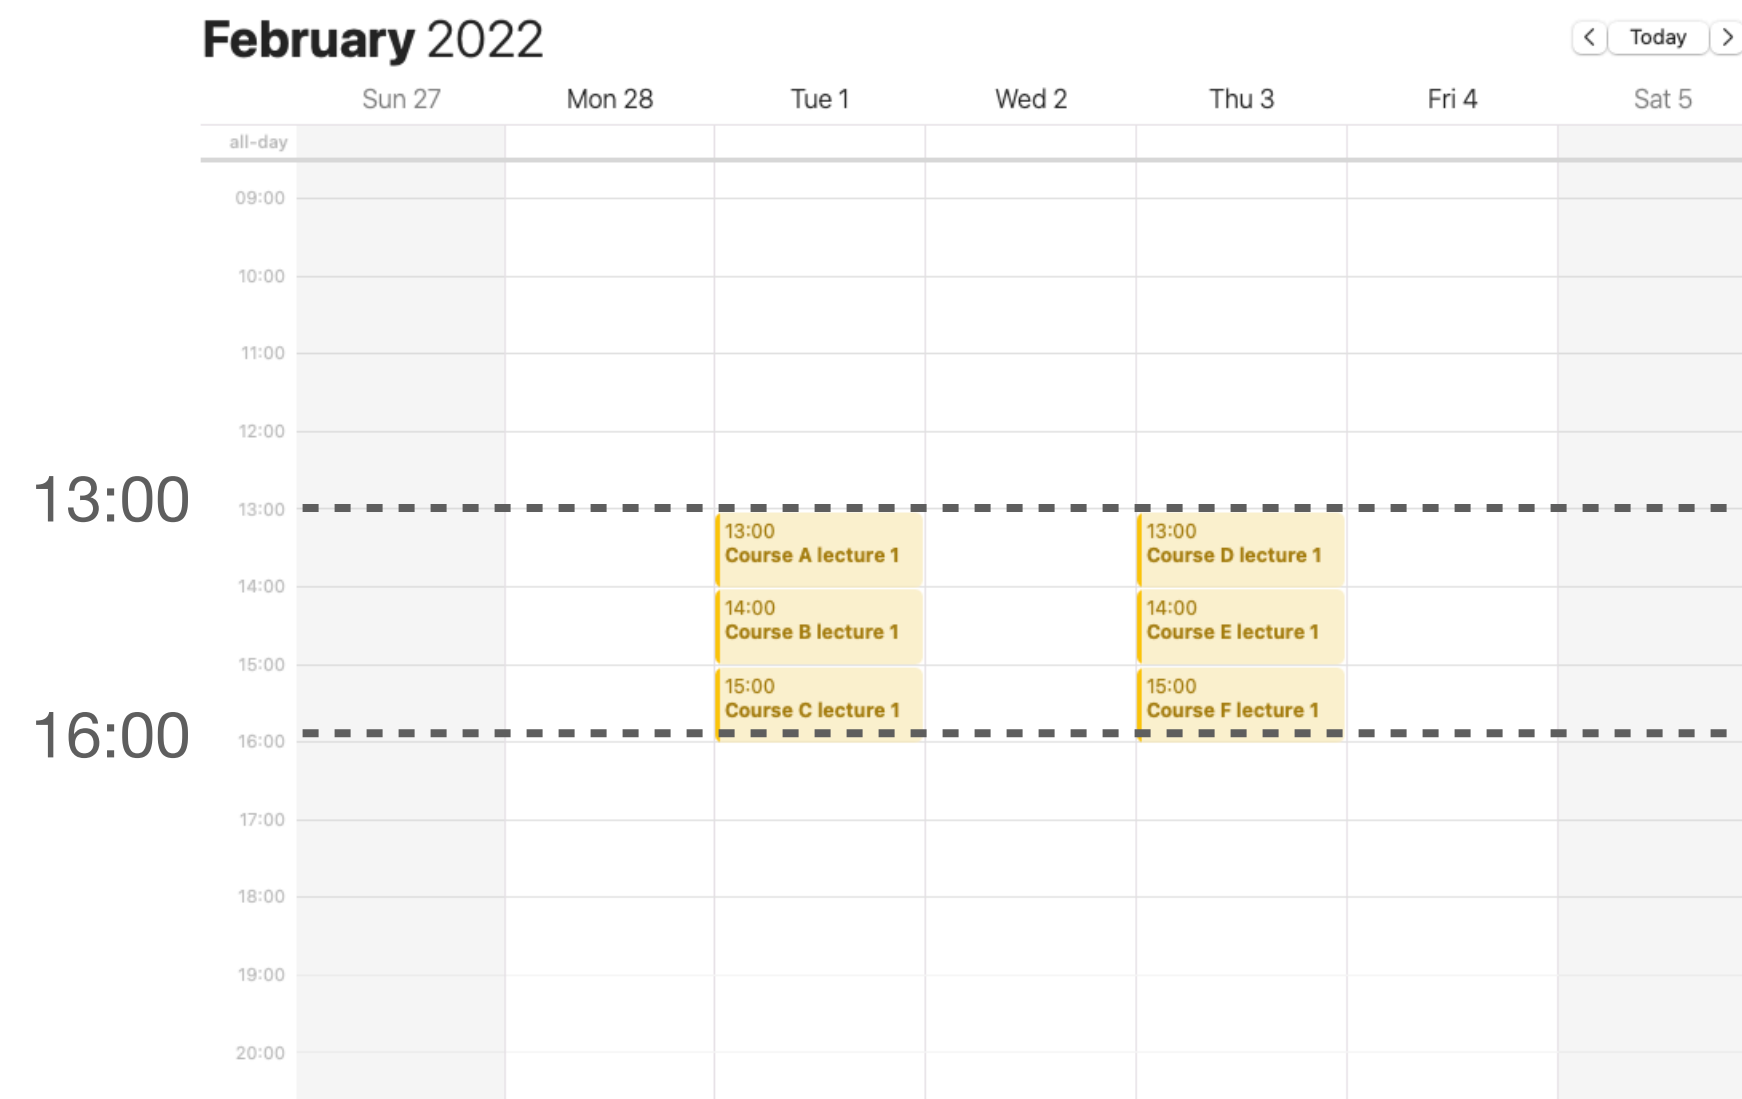 February 2022
< Today >
Sun 27 Mon 28 Tue 1 Wed 2 Thu 3 Fri 4 Sat 5
all-day
09:00
10:00
11:00
12:00
13:00
13:00
13:00 13:00
Course A lecture 1 Course D lecture 1
14:00
14:00 14:00
Course B lecture 1 Course E lecture 1
15:00
15:00 15:00
Course C lecture 1 Course F lecture 1
16:00
16:00
17:00
18:00
19:00
20:00